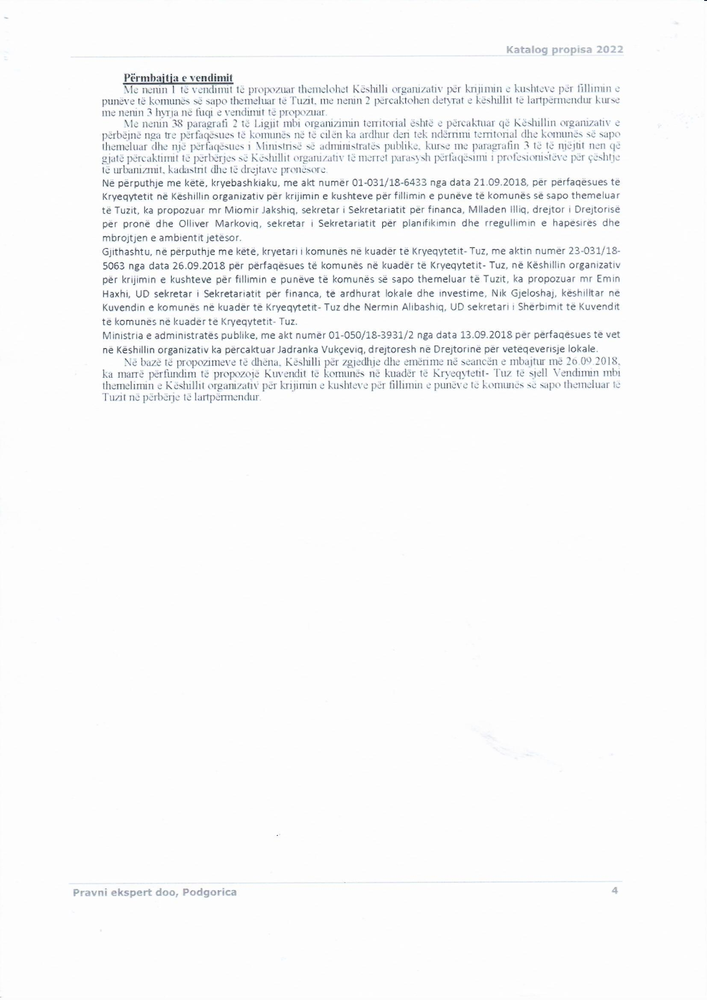 Katalog propisa 2022
Përmbajtja e vendimit
Me nenin 1 të vendimit të propozuar themelohet Këshilli organizativ për krijimin e kushteve për fillimin e
punëve të komunës së sapo themeluar të Tuzit, me nenin 2 përcaktohen detyrat e këshillit të lartpërmendur kurse
me nenin 3 hyrja në fuqi e vendimit të propozuar.
Me nenin 38 paragrafi 2 të Ligjit mbi organizimin territorial është e përcaktuar që Këshillin organizativ e
përbëjnë nga tre përfaqësues të komunës në të cilën ka ardhur deri tek ndërrimi territorial dhe komunës së sapo
themeluar dhe një përfaqësues i Ministrisë së administratës publike, kurse me paragrafin 3 të të njëjtit nen që
gjatë përcaktimit të përbërjes së Këshillit organizativ të merret parasysh përfaqësimi i profesionistëve për çështje
të urbanizmit, kadastrit dhe të drejtave pronësore.
Në përputhje me këtë, kryebashkiaku, me akt numër 01-031/18-6433 nga data 21.09.2018, për përfaqësues të
Kryeqytetit në Këshillin organizativ për krijimin e kushteve për fillimin e punëve të komunës së sapo themeluar
të Tuzit, ka propozuar mr Miomir Jakshiq, sekretar i Sekretariatit për financa, Mlladen Illiq, drejtor i Drejtorisë
për pronë dhe Olliver Markoviq, sekretar i Sekretariatit për planifikimin dhe rregullimin e hapësirës dhe
mbrojtjen e ambientit jetësor.
Gjithashtu, në përputhje me këtë, kryetari i komunës në kuadër të Kryeqytetit- Tuz, me aktin numër 23-031/18-
5063 nga data 26.09.2018 për përfaqësues të komunës në kuadër të Kryeqytetit- Tuz, në Këshillin organizativ
për krijimin e kushteve për fillimin e punëve të komunës së sapo themeluar të Tuzit, ka propozuar mr Emin
Haxhi, UD sekretar i Sekretariatit për financa, të ardhurat lokale dhe investime, Nik Gjeloshaj, këshilltar në
Kuvendin e komunës në kuadër të Kryeqytetit- Tuz dhe Nermin Alibashiq, UD sekretari i Shërbimit të Kuvendit
të komunës në kuadër të Kryeqytetit- Tuz.
Ministria e administratës publike, me akt numër 01-050/18-3931/2 nga data 13.09.2018 për përfaqësues të vet
në Këshillin organizativ ka përcaktuar Jadranka Vukçeviq, drejtoresh në Drejtorinë për vetëqeverisje lokale.
Në bazë të propozimeve të dhëna, Këshilli për zgjedhje dhe emërime në seancën e mbajtur më 26.09.2018,
ka marrë përfundim të propozojë Kuvendit të komunës në kuadër të Kryeqytetit- Tuz të sjell Vendimin mbi
themelimin e Këshillit organizativ për krijimin e kushteve për fillimin e punëve të komunës së sapo themeluar të
Tuzit në përbërje të lartpërmendur.
Pravni ekspert doo, Podgorica
4